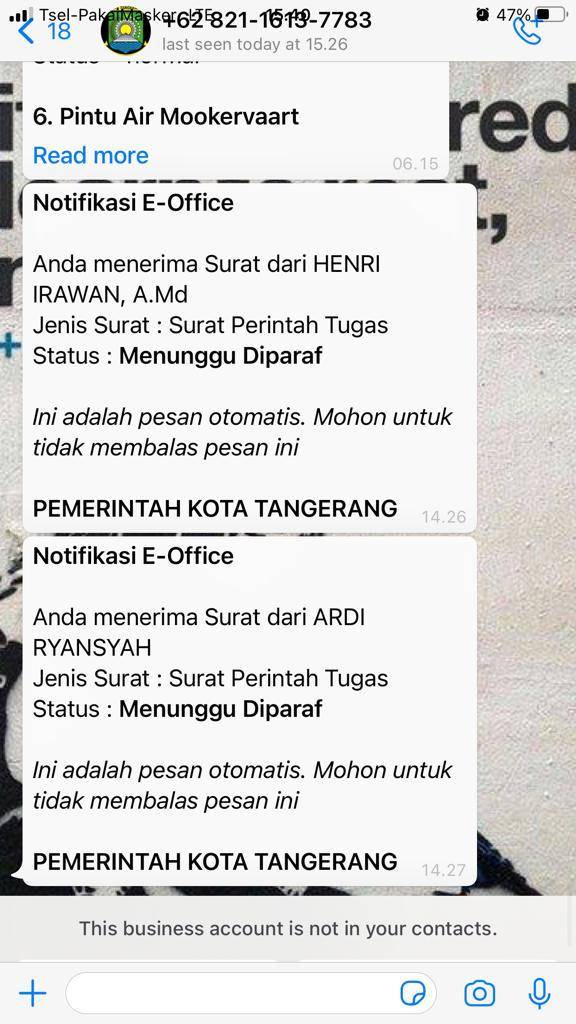 Tsel-PakaiMasker LTE
47%
18
+62 821-1613-7783
last seen today at 15.26
6. Pintu Air Mookervaart
Read more
06.15
red
Notifikasi E-Office
Anda menerima Surat dari HENRI
IRAWAN, A.Md
Jenis Surat : Surat Perintah Tugas
Status : Menunggu Diparaf
Ini adalah pesan otomatis. Mohon untuk
tidak membalas pesan ini
PEMERINTAH KOTA TANGERANG
14.26
Notifikasi E-Office
Anda menerima Surat dari ARDI
RYANSYAH
Jenis Surat : Surat Perintah Tugas
Status : Menunggu Diparaf
Ini adalah pesan otomatis. Mohon untuk
tidak membalas pesan ini
PEMERINTAH KOTA TANGERANG
14.27
This business account is not in your contacts.